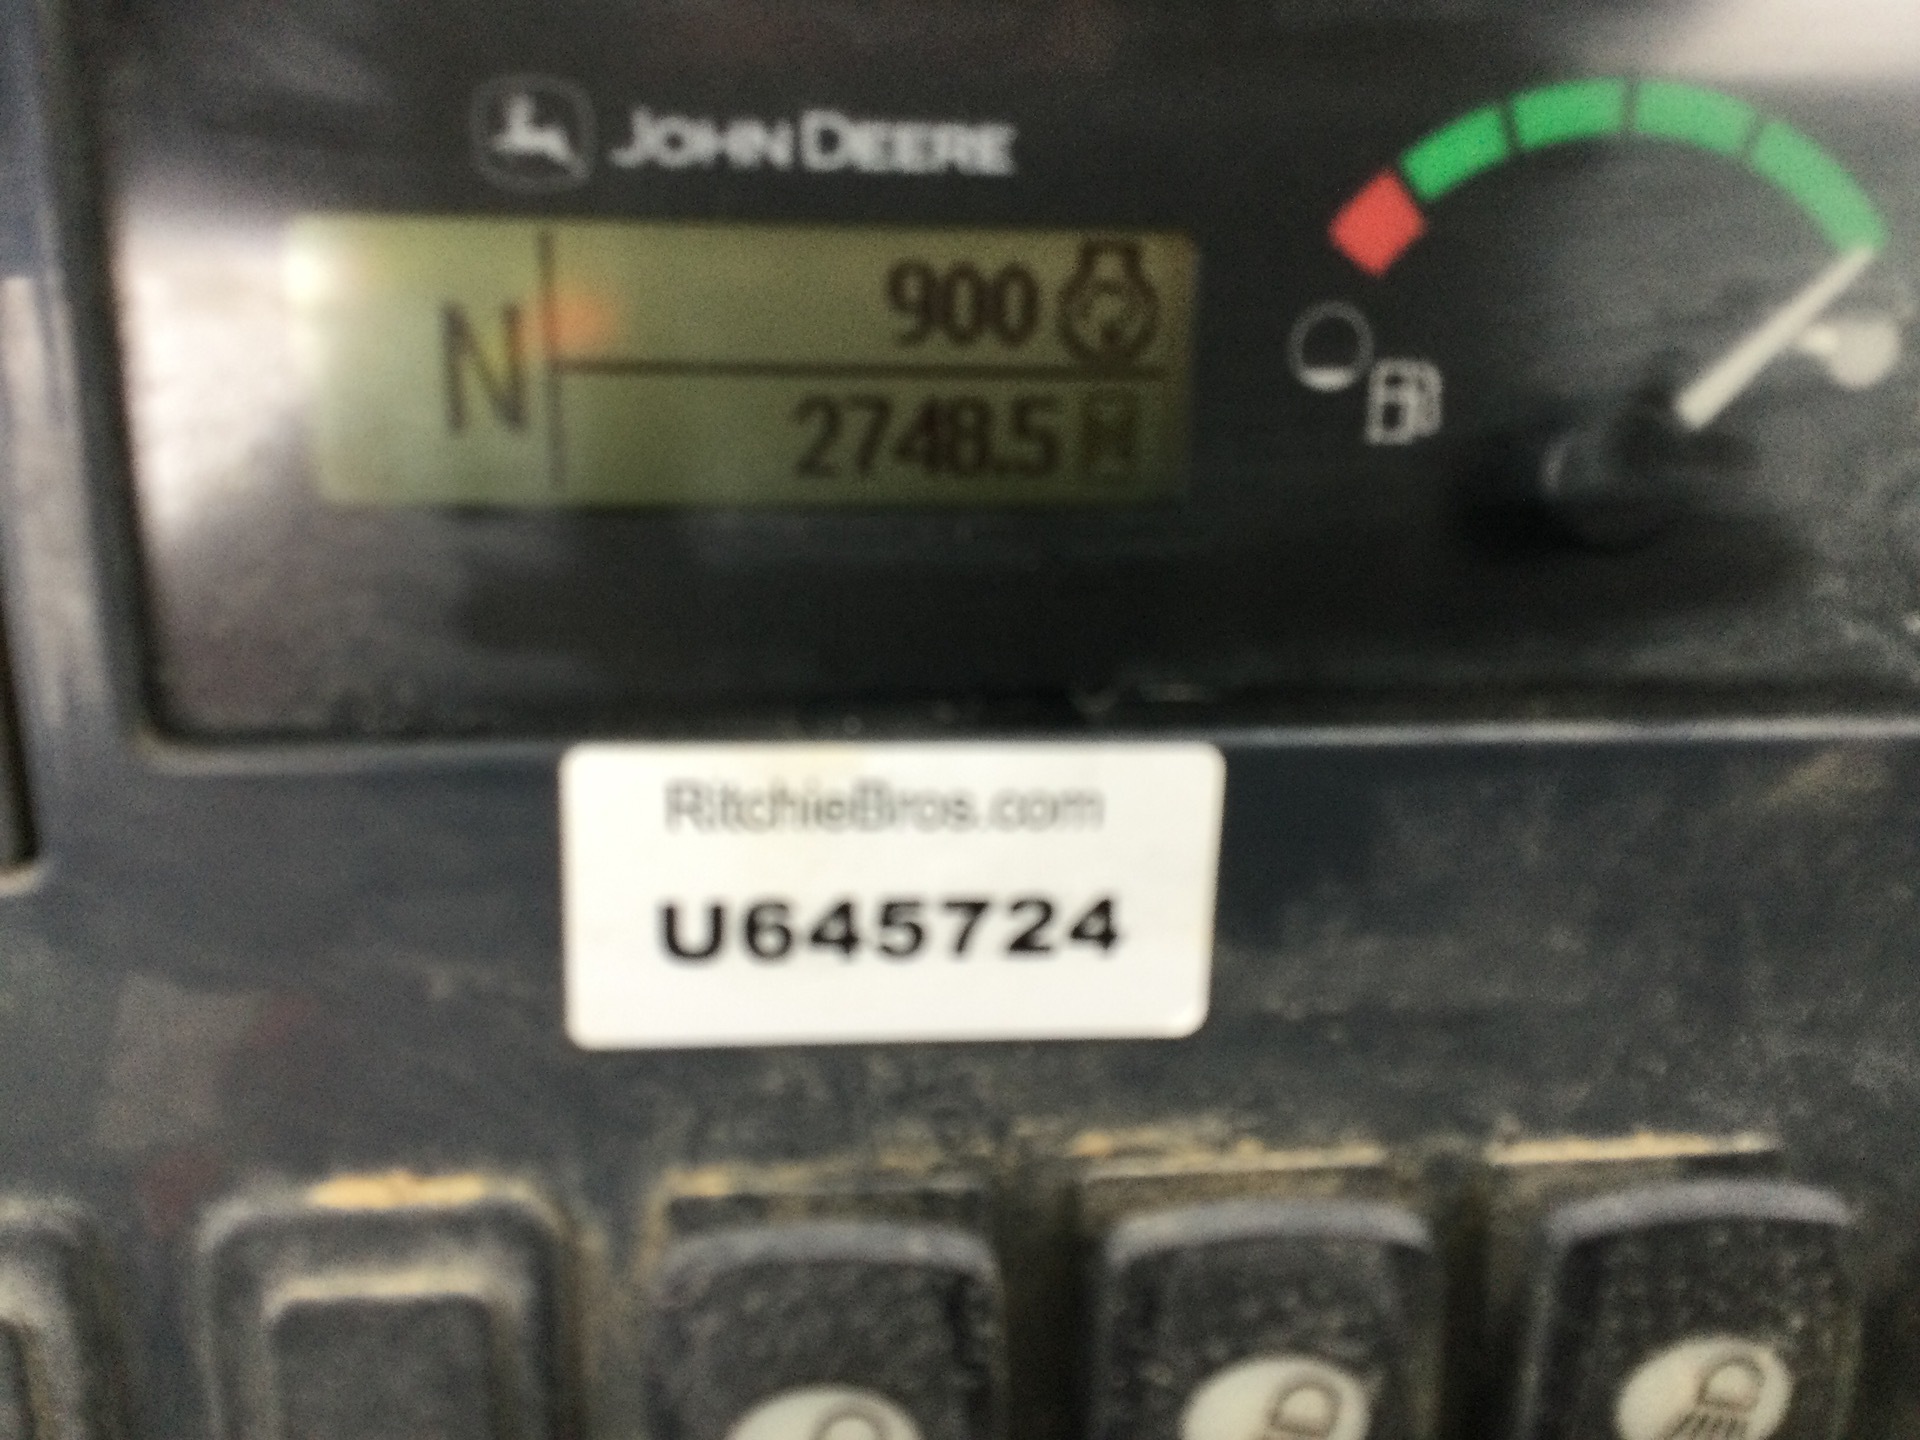 JOHN DEERE
N
900
2748.5
RitchieBros.com
U645724